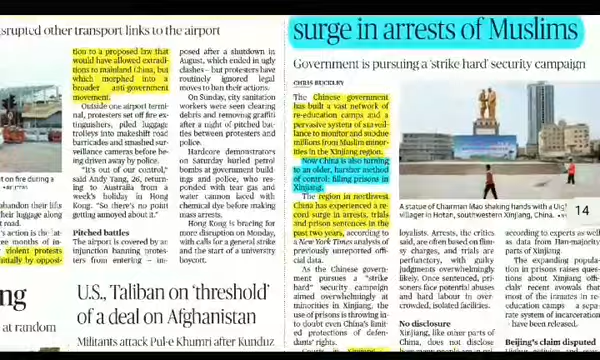 srupted other transport links to the airport
tion to a proposed law that
would have allowed extradi-
tions to mainland China, but
which morphed into a
broader anti-government
movement.
Outside one airport termi-
nal, protesters set off fire ex-
tinguishers, piled luggage
trolleys into makeshift road
barricades and smashed sur-
veillance cameras before be-
ing driven away by police.
"It's out of control,"
said Andy Tang, 26, return-
ing to Australia from a
week's holiday in Hong
Kong. "So there's no point
getting annoyed about it."
Pitched battles
The airport is covered by an
injunction banning protes-
ters from entering – in-
posed after a shutdown in
August, which ended in ugly
clashes – but protesters have
routinely ignored legal
moves to ban their actions.
On Sunday, city sanitation
workers were seen clearing
debris and removing graffiti
after a night of pitched bat-
tles between protesters and
police.
Hardcore demonstrators
on Saturday hurled petrol
bombs at government build-
ings and police, who res-
ponded with tear gas and
water cannon laced with
chemical dye before making
mass arrests.
Hong Kong is bracing for
more disruption on Monday,
with calls for a general strike
and the start of a university
boycott.
t on fire during a
abandon their lifts
their luggage along
t road.
's action is the lat-
ree months of in-
violent protests
ntially by opposi-
ng
at random
U.S., Taliban on 'threshold'
of a deal on Afghanistan
Militants attack Pul-e Khumri after Kunduz
surge in arrests of Muslims
Government is pursuing a 'strike hard' security campaign
CHRIS BUCKLEY
The Chinese government
has built a vast network of
re-education camps and a
pervasive system of surveil-
lance to monitor and subdue
millions from Muslim minor-
ities in the Xinjiang region.
Now China is also turning
to an older, harsher method
of control: filling prisons in
Xinjiang.
The region in northwest
China has experienced a re-
cord surge in arrests, trials
and prison sentences in the
past two years, according to
a New York Times analysis of
previously unreported offi-
cial data.
As the Chinese govern-
ment pursues a "strike
hard" security campaign
aimed overwhelmingly at
minorities in Xinjiang, the
use of prisons is throwing in-
to doubt even China's limit-
ed protections of defen-
dants' rights.
A statue of Chairman Mao shaking hands with a
villager in Hotan, southwestern Xinjiang, China.
14
loyalists. Arrests, the critics
said, are often based on flim-
sy charges, and trials are
perfunctory, with guilty
judgments overwhelmingly
likely. Once sentenced, pri-
soners face potential abuses
and hard labour in over-
crowded, isolated facilities.
No disclosure
Xinjiang, like other parts of
China, does not disclose
according to experts as well
as data from Han-majority
parts of Xinjiang.
The expanding popula-
tion in prisons raises ques-
tions about Xinjiang offi-
cials' recent avowals that
most of the inmates in re-
education camps – a sepa-
rate system of incarceration
– have been released.
Beijing's claim disputed